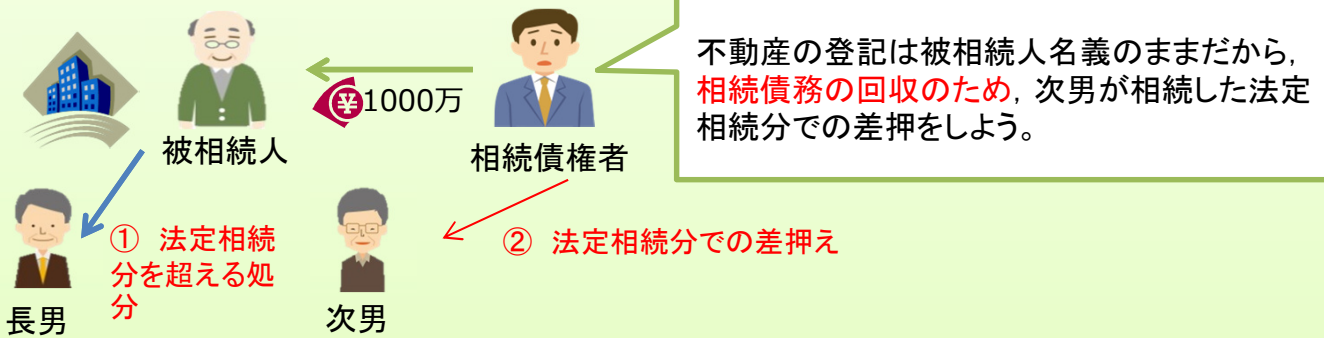 不動産の登記は被相続人名義のままだから,
相続債務の回収のため, 次男が相続した法定
相続分での差押をしよう。
¥1000万
被相続人
相続債権者
① 法定相続
分を超える処
分
② 法定相続分での差押え
長男
次男